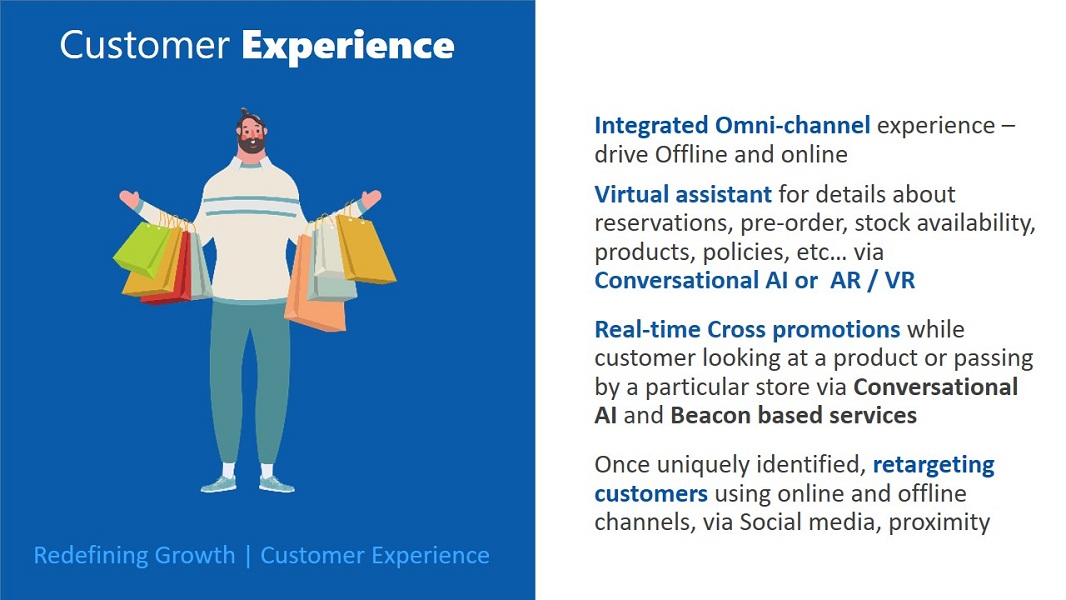 Customer Experience
Integrated Omni-channel experience –
drive Offline and online
Virtual assistant for details about
reservations, pre-order, stock availability,
products, policies, etc... via
Conversational AI or  AR / VR
Real-time Cross promotions while
customer looking at a product or passing
by a particular store via Conversational
AI and Beacon based services
Once uniquely identified, retargeting
customers using online and offline
channels, via Social media, proximity
Redefining Growth | Customer Experience